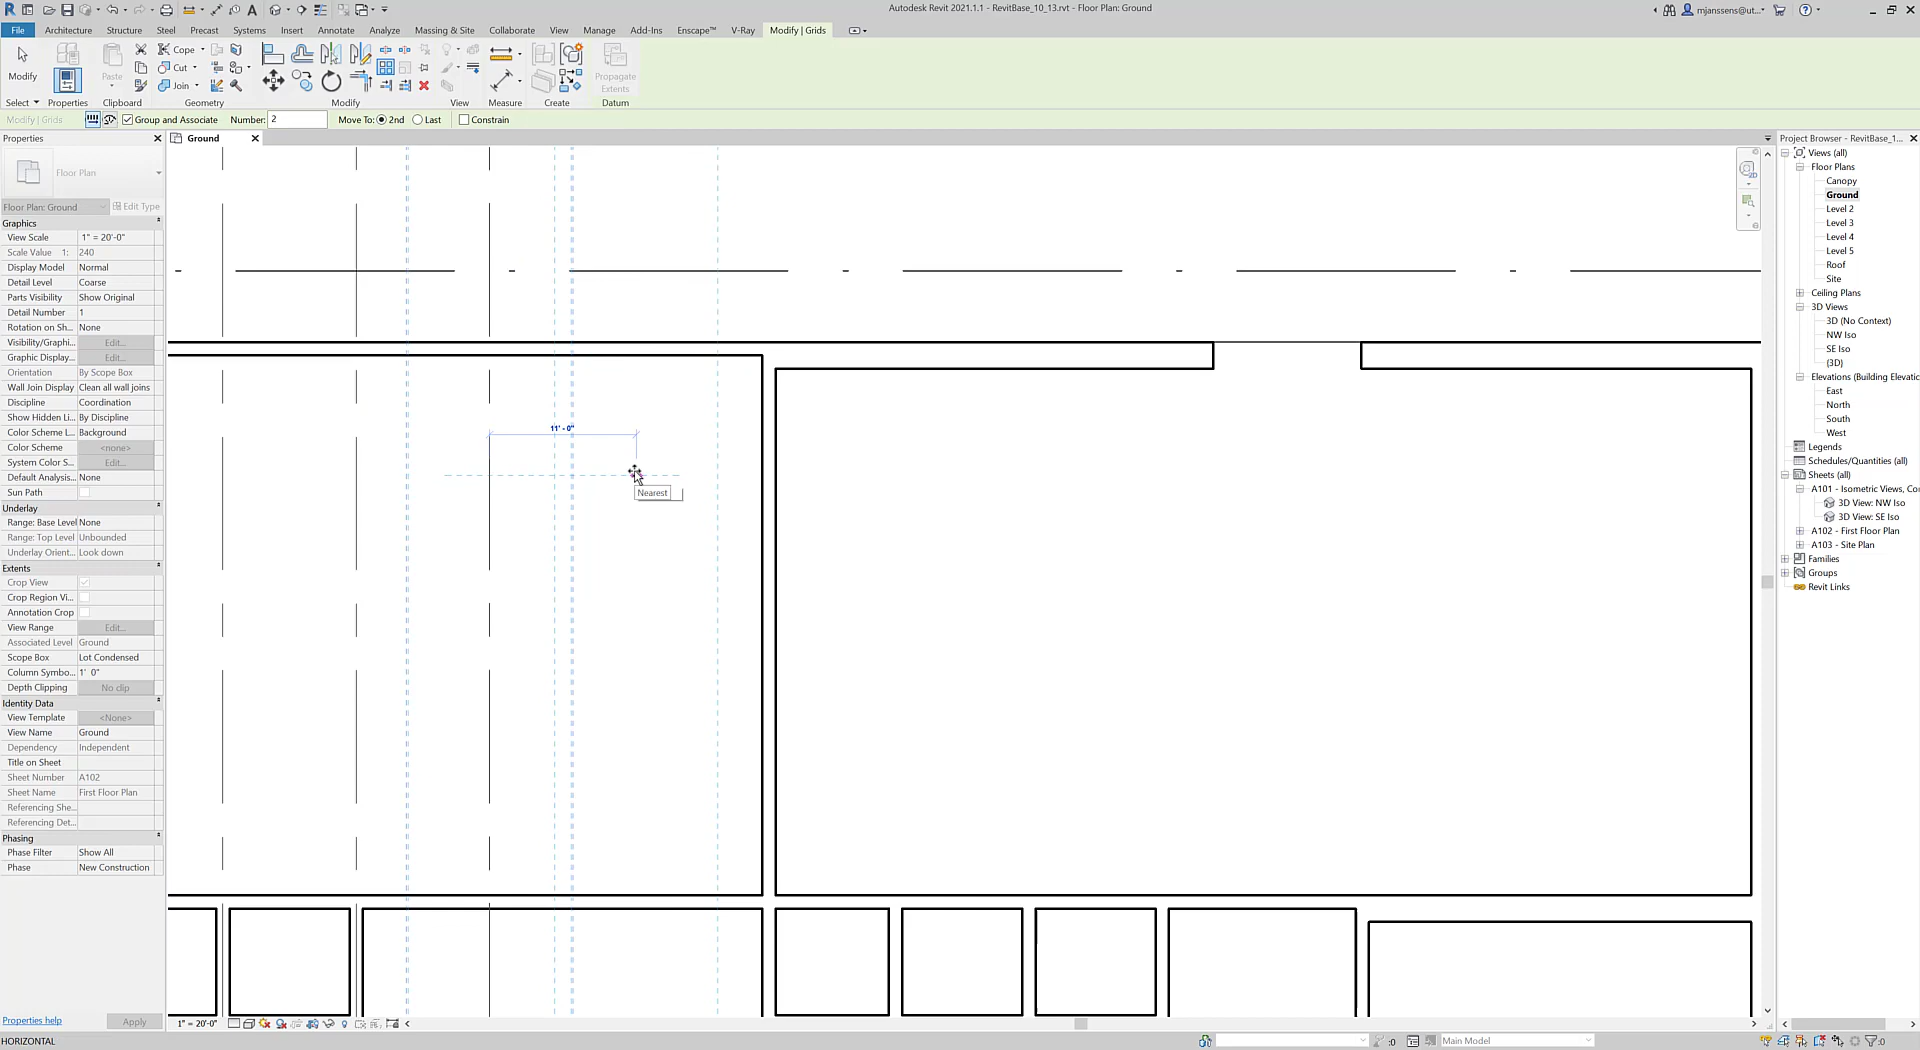 Autodesk Revit 2021.1.1 - RevitBase_10_13.rvt - Floor Plan: Ground
mjanssens@ut...
File Architecture Structure Steel Precast Systems Insert Annotate Analyze Massing & Site Collaborate View Manage Add-Ins Enscape™ V-Ray Modify | Grids
Modify
Paste
Cope
Cut
Join
Propagate
Extents
Select Properties Clipboard Geometry Modify View Measure Create Datum
Modify | Grids Group and Associate Number: 2 Move To: 2nd Last Constrain
Properties
Floor Plan
Floor Plan: Ground Edit Type
Graphics
View Scale 1" = 20'-0"
Scale Value 1: 240
Display Model Normal
Detail Level Coarse
Parts Visibility Show Original
Detail Number 1
Rotation on Sh... None
Visibility/Graphi... Edit...
Graphic Display... Edit...
Orientation By Scope Box
Wall Join Display Clean all wall joins
Discipline Coordination
Show Hidden Li... By Discipline
Color Scheme L... Background
Color Scheme <none>
System Color S... Edit...
Default Analysis... None
Sun Path
Underlay
Range: Base Level None
Range: Top Level Unbounded
Underlay Orient... Look down
Extents
Crop View
Crop Region Vi...
Annotation Crop
View Range Edit...
Associated Level Ground
Scope Box Lot Condensed
Column Symbo... 1' 0"
Depth Clipping No clip
Identity Data
View Template <None>
View Name Ground
Dependency Independent
Title on Sheet
Sheet Number A102
Sheet Name First Floor Plan
Referencing She...
Referencing Det...
Phasing
Phase Filter Show All
Phase New Construction
Properties help Apply
HORIZONTAL
Ground
11' - 0"
Nearest
2D
1" = 20'-0"
:0
Main Model
:0
Project Browser - RevitBase_1...
Views (all)
Floor Plans
Canopy
Ground
Level 2
Level 3
Level 4
Level 5
Roof
Site
Ceiling Plans
3D Views
3D (No Context)
NW Iso
SE Iso
{3D}
Elevations (Building Elevatic
East
North
South
West
Legends
Schedules/Quantities (all)
Sheets (all)
A101 - Isometric Views, Co
3D View: NW Iso
3D View: SE Iso
A102 - First Floor Plan
A103 - Site Plan
Families
Groups
Revit Links